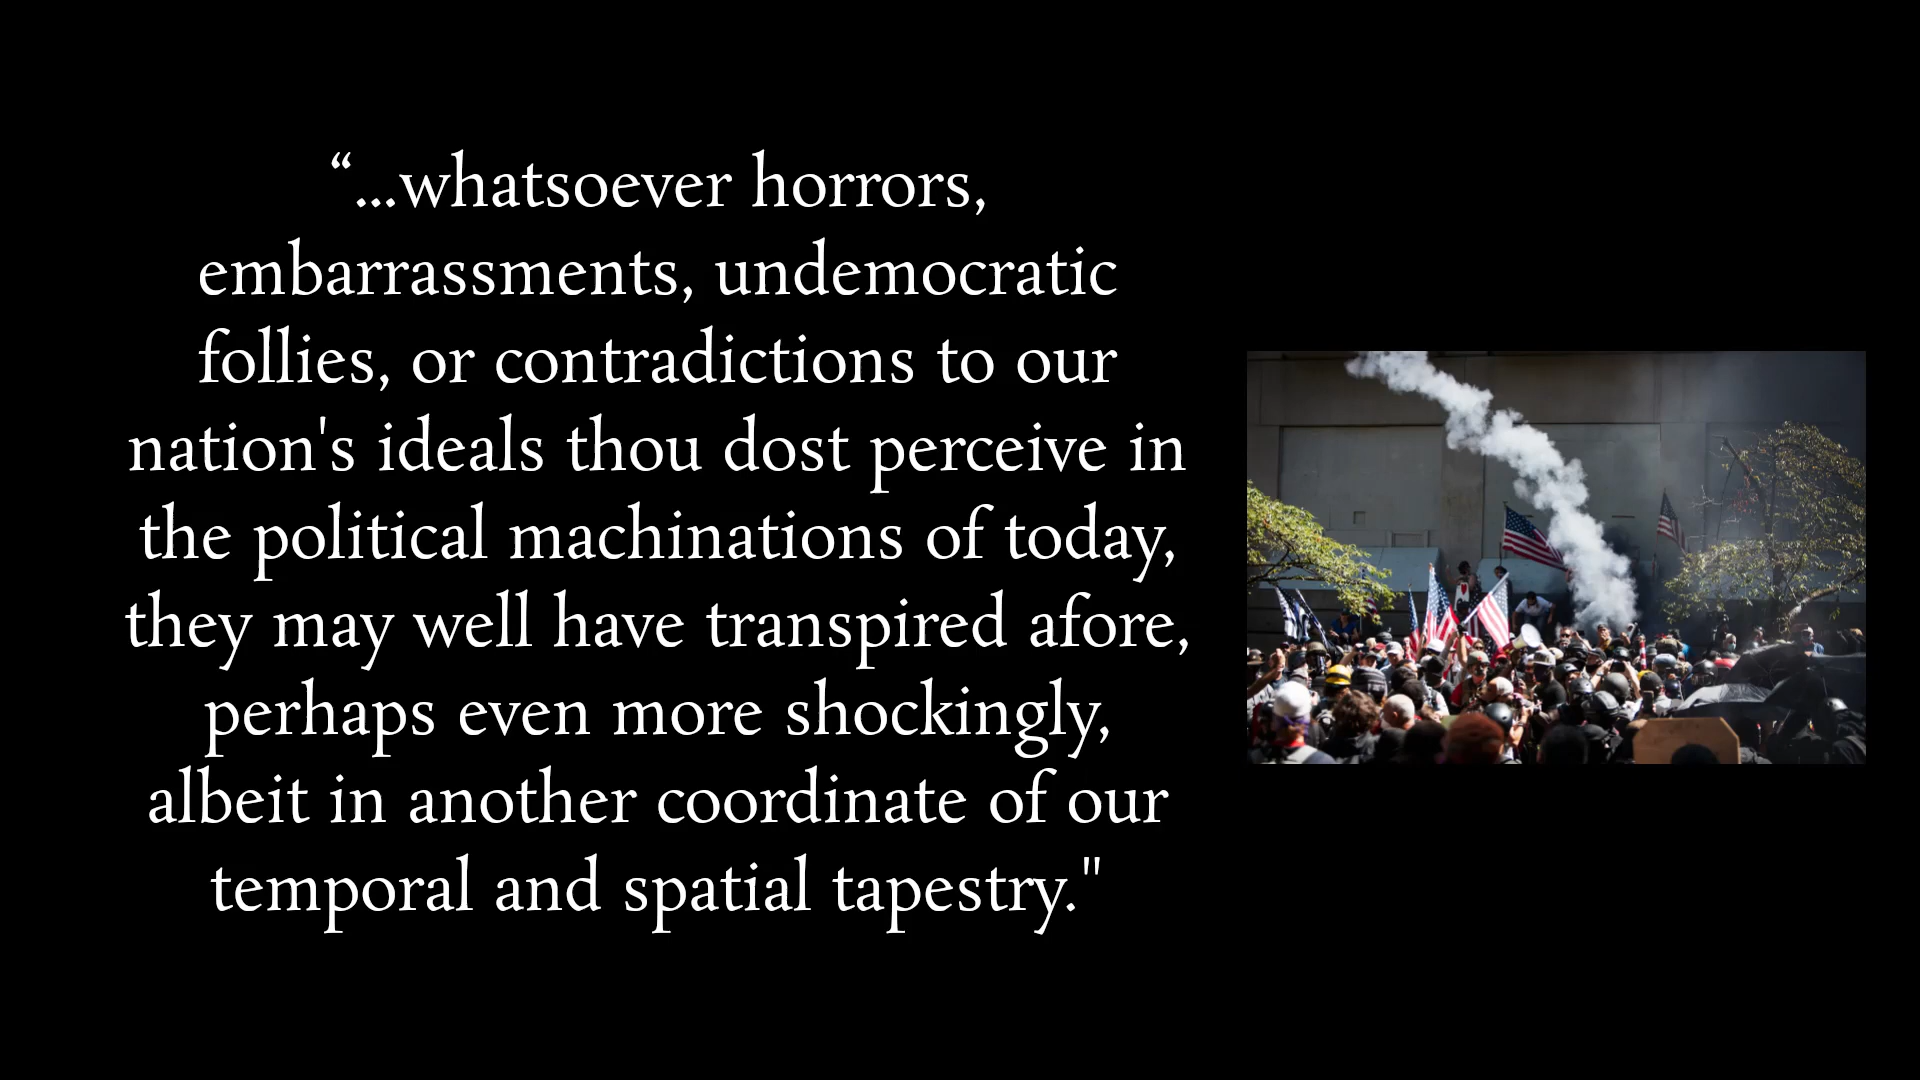 “...whatsoever horrors,
embarrassments, undemocratic
follies, or contradictions to our
nation's ideals thou dost perceive in
the political machinations of today,
they may well have transpired afore,
perhaps even more shockingly,
albeit in another coordinate of our
temporal and spatial tapestry."